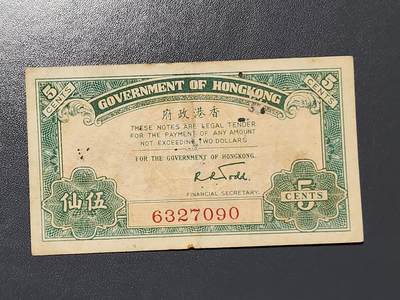 5 CENTS
GOVERNMENT OF HONGKONG
5 CENTS
府政港香
THESE NOTES ARE LEGAL TENDER
FOR THE PAYMENT OF ANY AMOUNT
NOT EXCEEDING TWO DOLLARS
FOR THE GOVERNMENT OF HONGKONG.
R R Todd.
FINANCIAL SECRETARY.
仙伍
6327090
5 CENTS